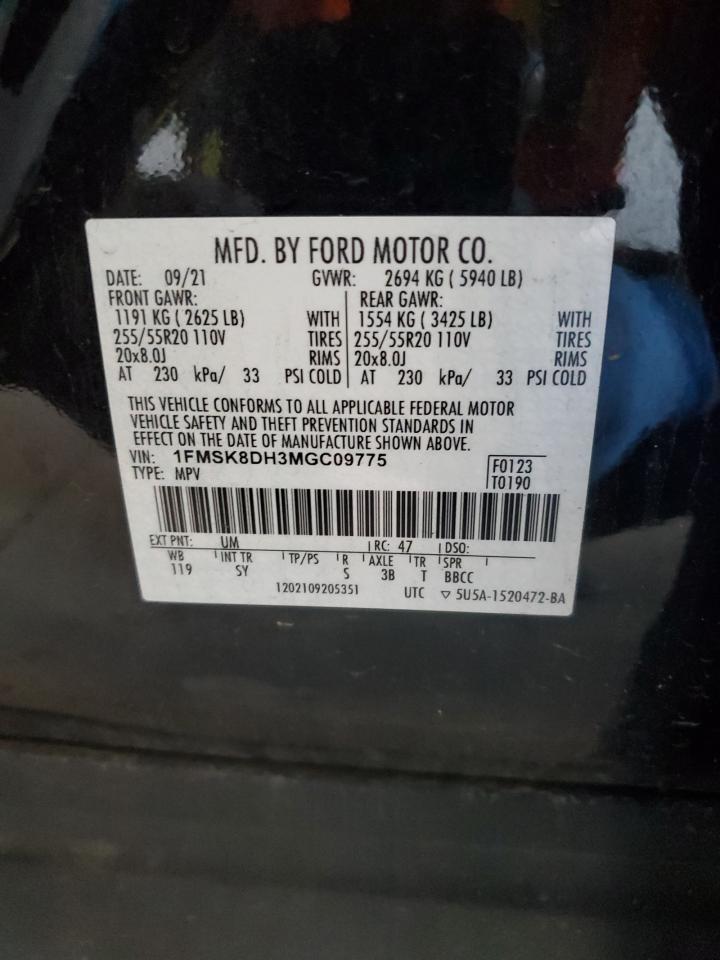 MFD. BY FORD MOTOR CO.
DATE: 09/21 GVWR: 2694 KG ( 5940 LB)
FRONT GAWR: REAR GAWR:
1191 KG ( 2625 LB) WITH 1554 KG ( 3425 LB) WITH
255/55R20 110V TIRES 255/55R20 110V TIRES
20x8.0J RIMS 20x8.0J RIMS
AT 230 kPa/ 33 PSI COLD AT 230 kPa/ 33 PSI COLD
THIS VEHICLE CONFORMS TO ALL APPLICABLE FEDERAL MOTOR
VEHICLE SAFETY AND THEFT PREVENTION STANDARDS IN
EFFECT ON THE DATE OF MANUFACTURE SHOWN ABOVE.
VIN: 1FMSK8DH3MGC09775
TYPE: MPV
F0123
T0190
EXT PNT: UM RC: 47 DSO:
WB INT TR TP/PS R AXLE TR SPR
119 SY S 3B T BBCC
1202109205351 UTC ▽ 5U5A-1520472-BA